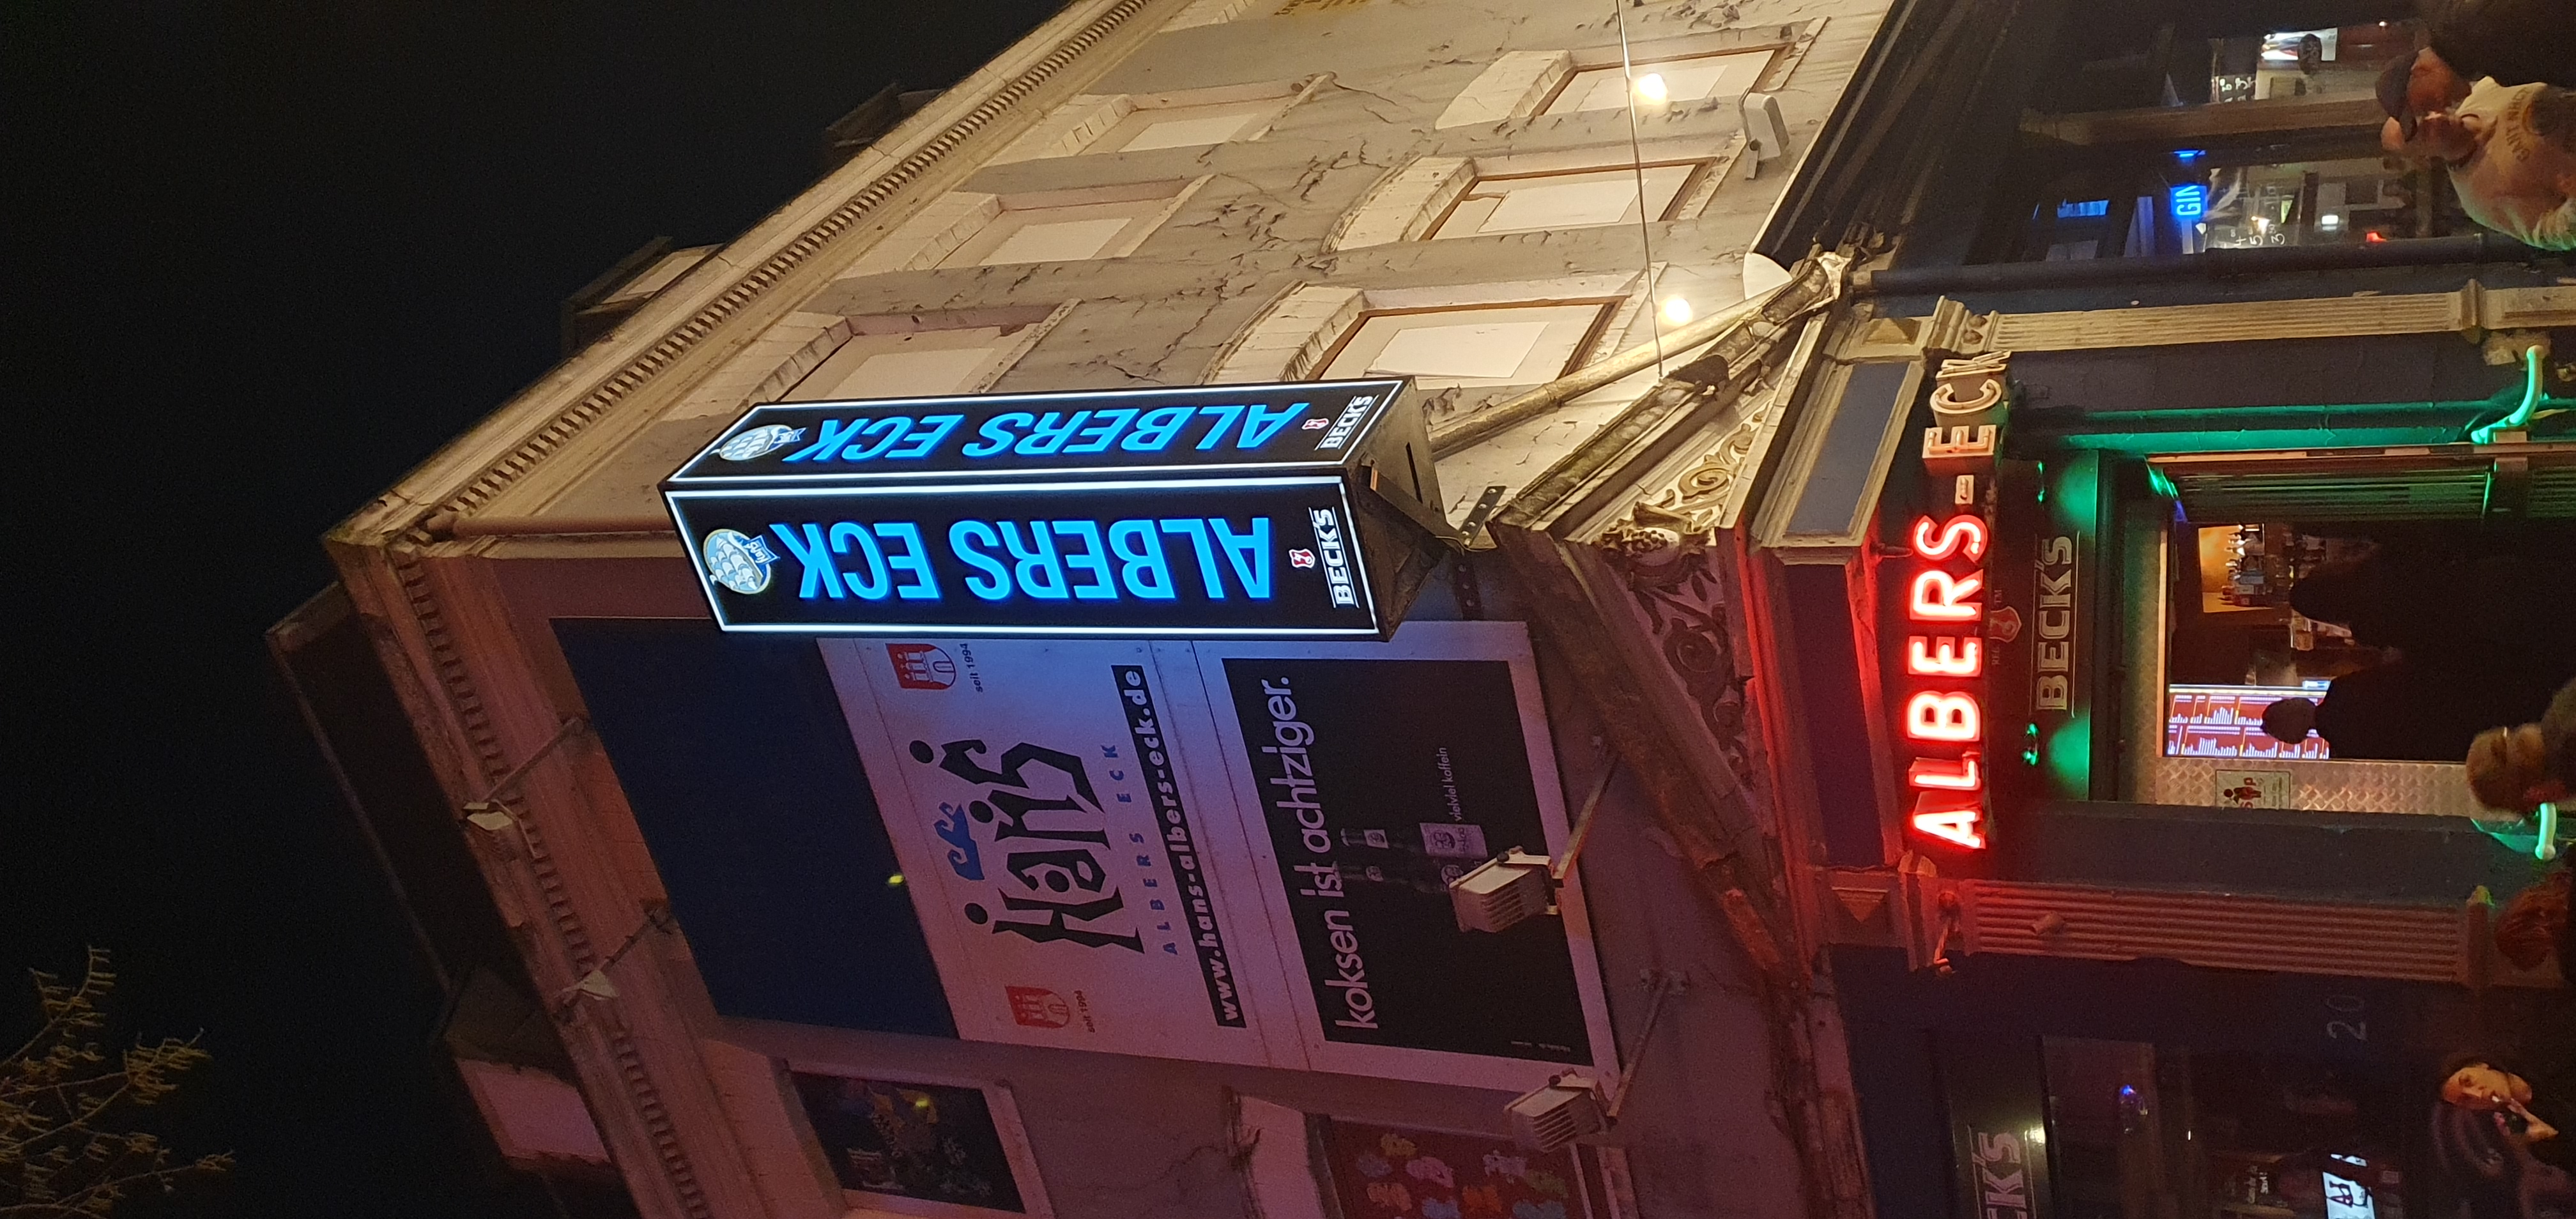 ALBERS ECK
BECK'S
ALBERS ECK
BECK'S
seit 1994
seit 1994
Hans
ALBERS ECK
www.hans-albers-eck.de
koksen ist achtziger.
vielviel koffein
ALBERS-ECK
BECK'S
GIN
20